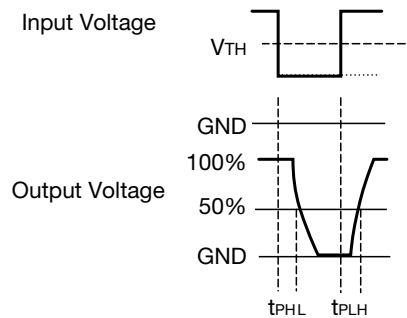 Input Voltage
VTH
GND
100%
Output Voltage
50%
GND
tPHL tPLH